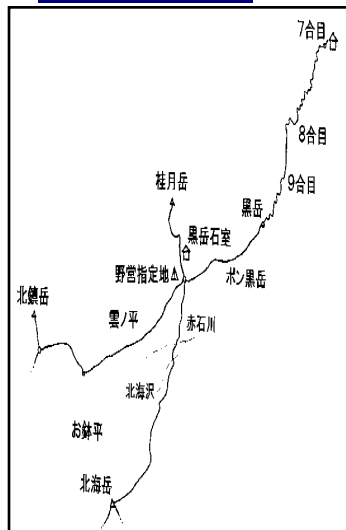 7合目
8合目
9合目
桂月岳
黒岳
黒岳石室
野営指定地
ポン黒岳
北鎮岳
雲ノ平
赤石川
北海沢
お鉢平
北海岳